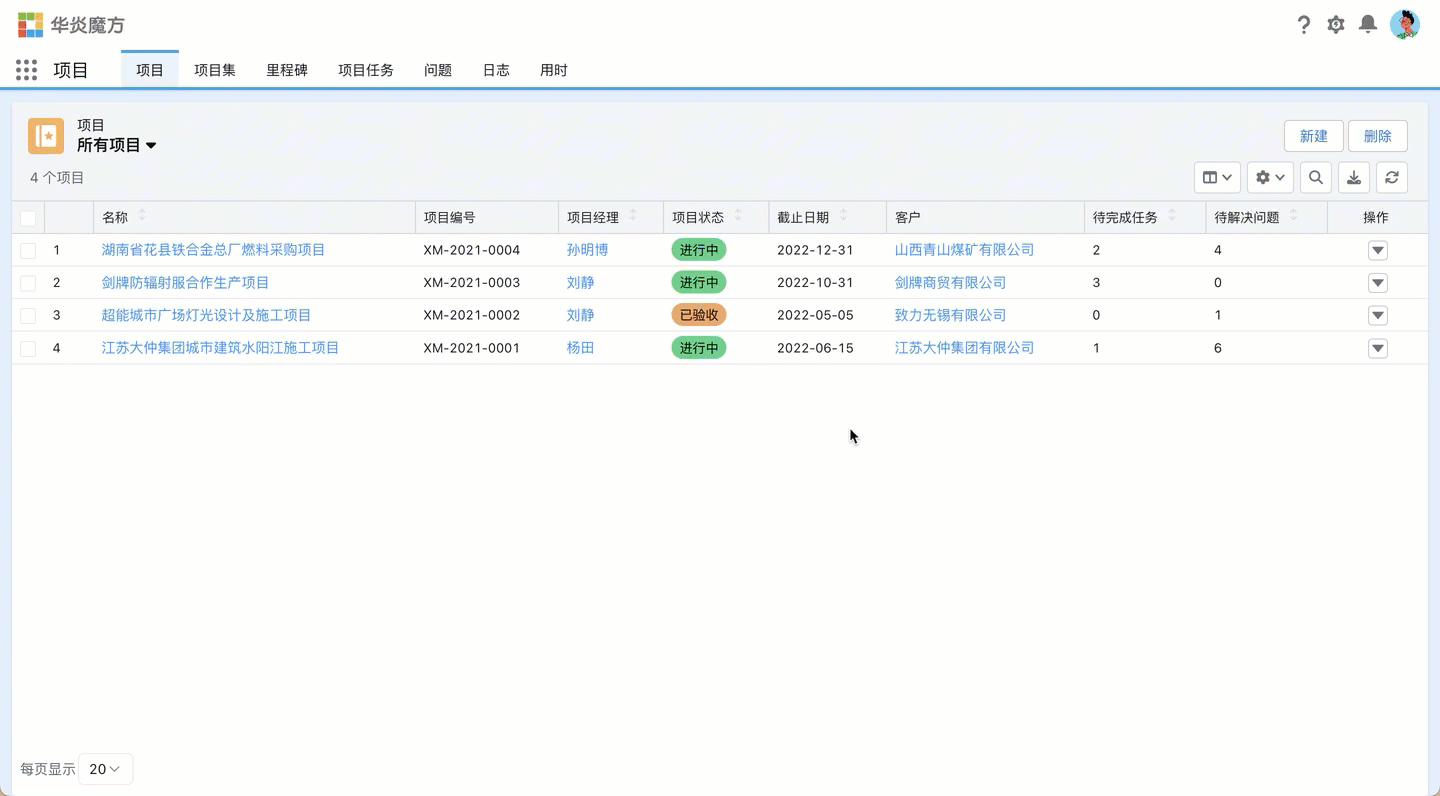 华炎魔方
项目 项目 项目集 里程碑 项目任务 问题 日志 用时
项目
所有项目
新建 删除
4 个项目
名称 项目编号 项目经理 项目状态 截止日期 客户 待完成任务 待解决问题 操作
1 湖南省花县铁合金总厂燃料采购项目 XM-2021-0004 孙明博 进行中 2022-12-31 山西青山煤矿有限公司 2 4
2 剑牌防辐射服合作生产项目 XM-2021-0003 刘静 进行中 2022-10-31 剑牌商贸有限公司 3 0
3 超能城市广场灯光设计及施工项目 XM-2021-0002 刘静 已验收 2022-05-05 致力无锡有限公司 0 1
4 江苏大仲集团城市建筑水阳江施工项目 XM-2021-0001 杨田 进行中 2022-06-15 江苏大仲集团有限公司 1 6
每页显示 20